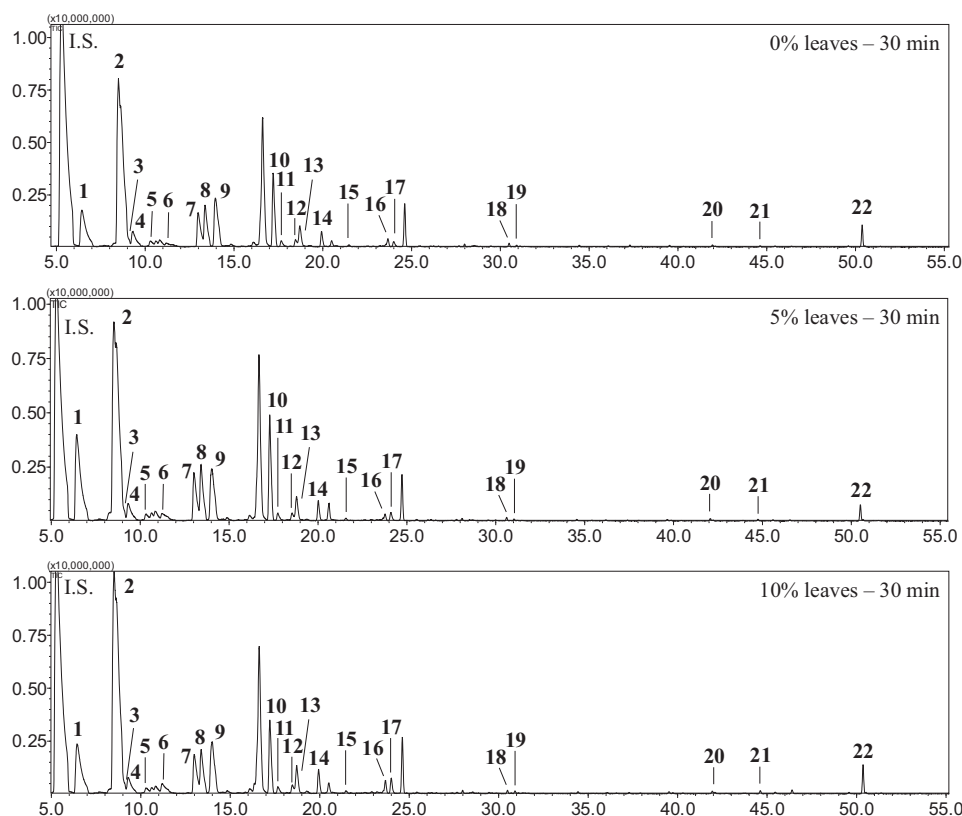 (x10,000,000)
TIC
1.00
0.75
0.50
0.25
I.S.
0% leaves – 30 min
1 2 3 4 5 6 7 8 9 10 11 12 13 14 15 16 17 18 19 20 21 22
5.0 10.0 15.0 20.0 25.0 30.0 35.0 40.0 45.0 50.0 55.0
(x10,000,000)
TIC
1.00
0.75
0.50
0.25
I.S.
5% leaves – 30 min
1 2 3 4 5 6 7 8 9 10 11 12 13 14 15 16 17 18 19 20 21 22
5.0 10.0 15.0 20.0 25.0 30.0 35.0 40.0 45.0 50.0 55.0
(x10,000,000)
TIC
1.00
0.75
0.50
0.25
I.S.
10% leaves – 30 min
1 2 3 4 5 6 7 8 9 10 11 12 13 14 15 16 17 18 19 20 21 22
5.0 10.0 15.0 20.0 25.0 30.0 35.0 40.0 45.0 50.0 55.0